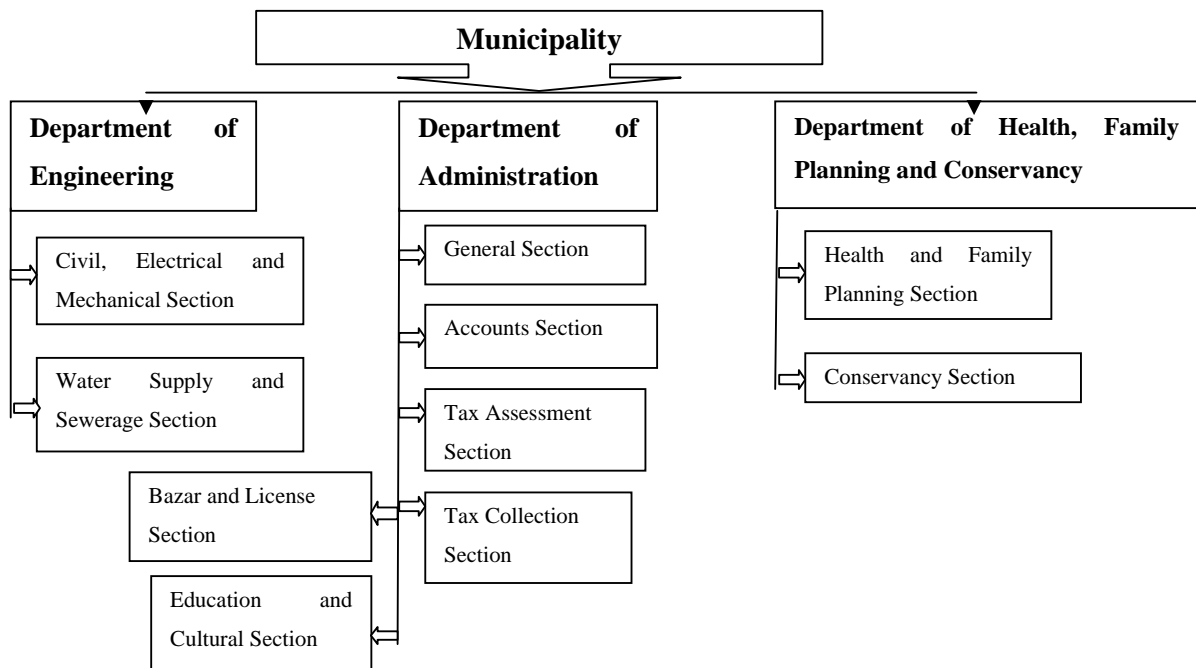 Municipality
Department of
Engineering
Civil, Electrical and
Mechanical Section
Water Supply and
Sewerage Section
Department of
Administration
General Section
Accounts Section
Tax Assessment
Section
Tax Collection
Section
Bazar and License
Section
Education and
Cultural Section
Department of Health, Family
Planning and Conservancy
Health and Family
Planning Section
Conservancy Section